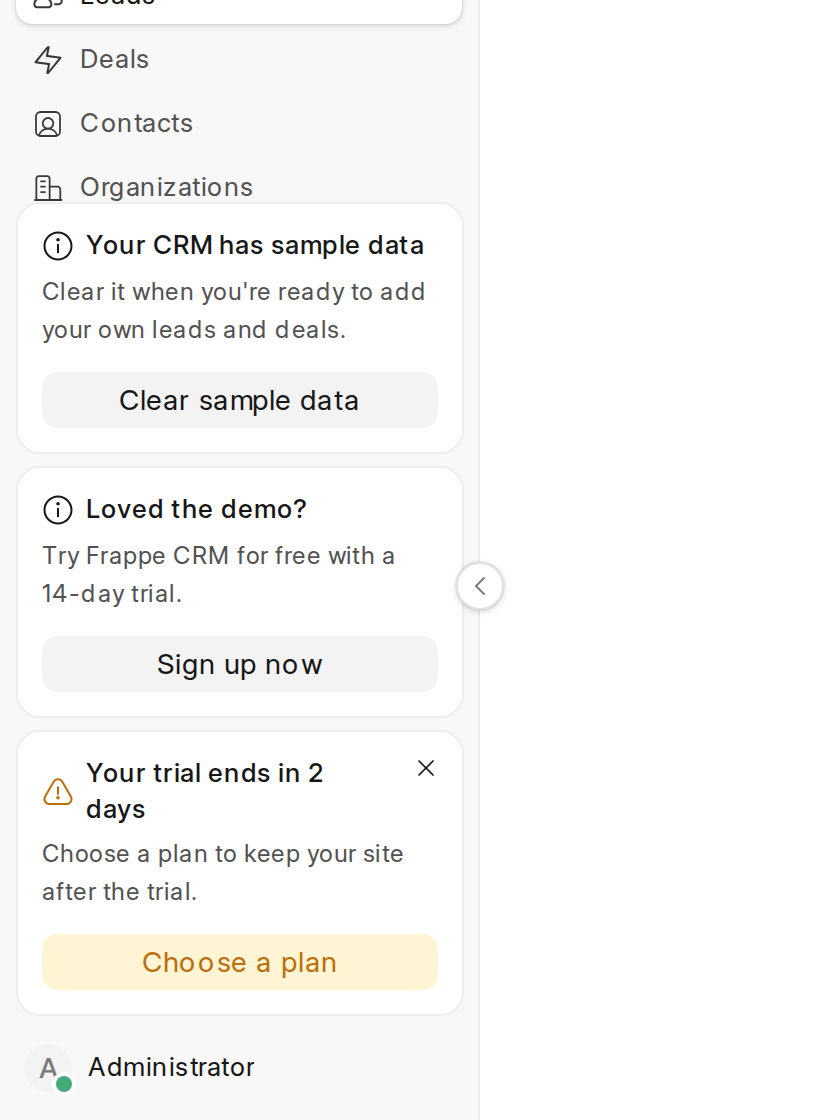 Leads
Deals
Contacts
Organizations
Your CRM has sample data
Clear it when you're ready to add
your own leads and deals.
Clear sample data
Loved the demo?
Try Frappe CRM for free with a
14-day trial.
Sign up now
Your trial ends in 2
days
Choose a plan to keep your site
after the trial.
Choose a plan
A
Administrator